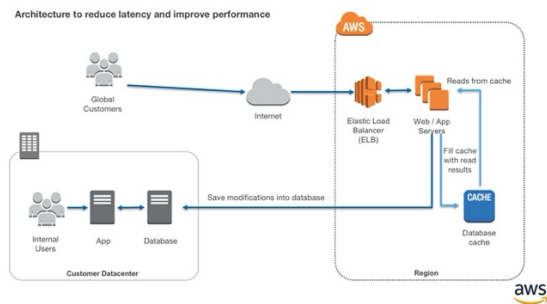 Architecture to reduce latency and improve performance
AWS
Global
Customers
Internet
Elastic Load
Balancer
(ELB)
Web / App
Servers
Reads from cache
Fill cache
with read
results
Save modifications into database
CACHE
Database
cache
Internal
Users
App
Database
Customer Datacenter
Region
aws